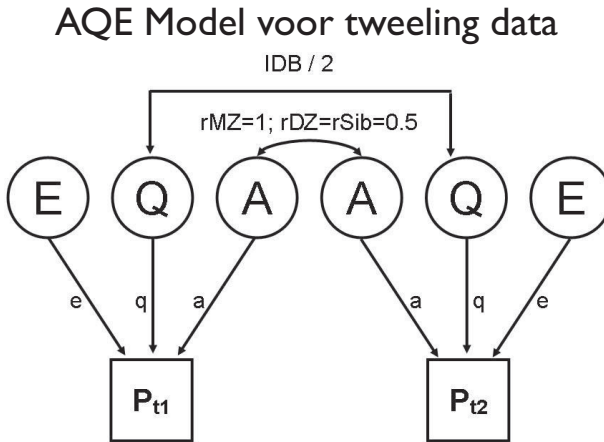 AQE Model voor tweeling data
IDB / 2
rMZ=1; rDZ=rSib=0.5
E Q A A Q E
e q a a q e
Pt1 Pt2